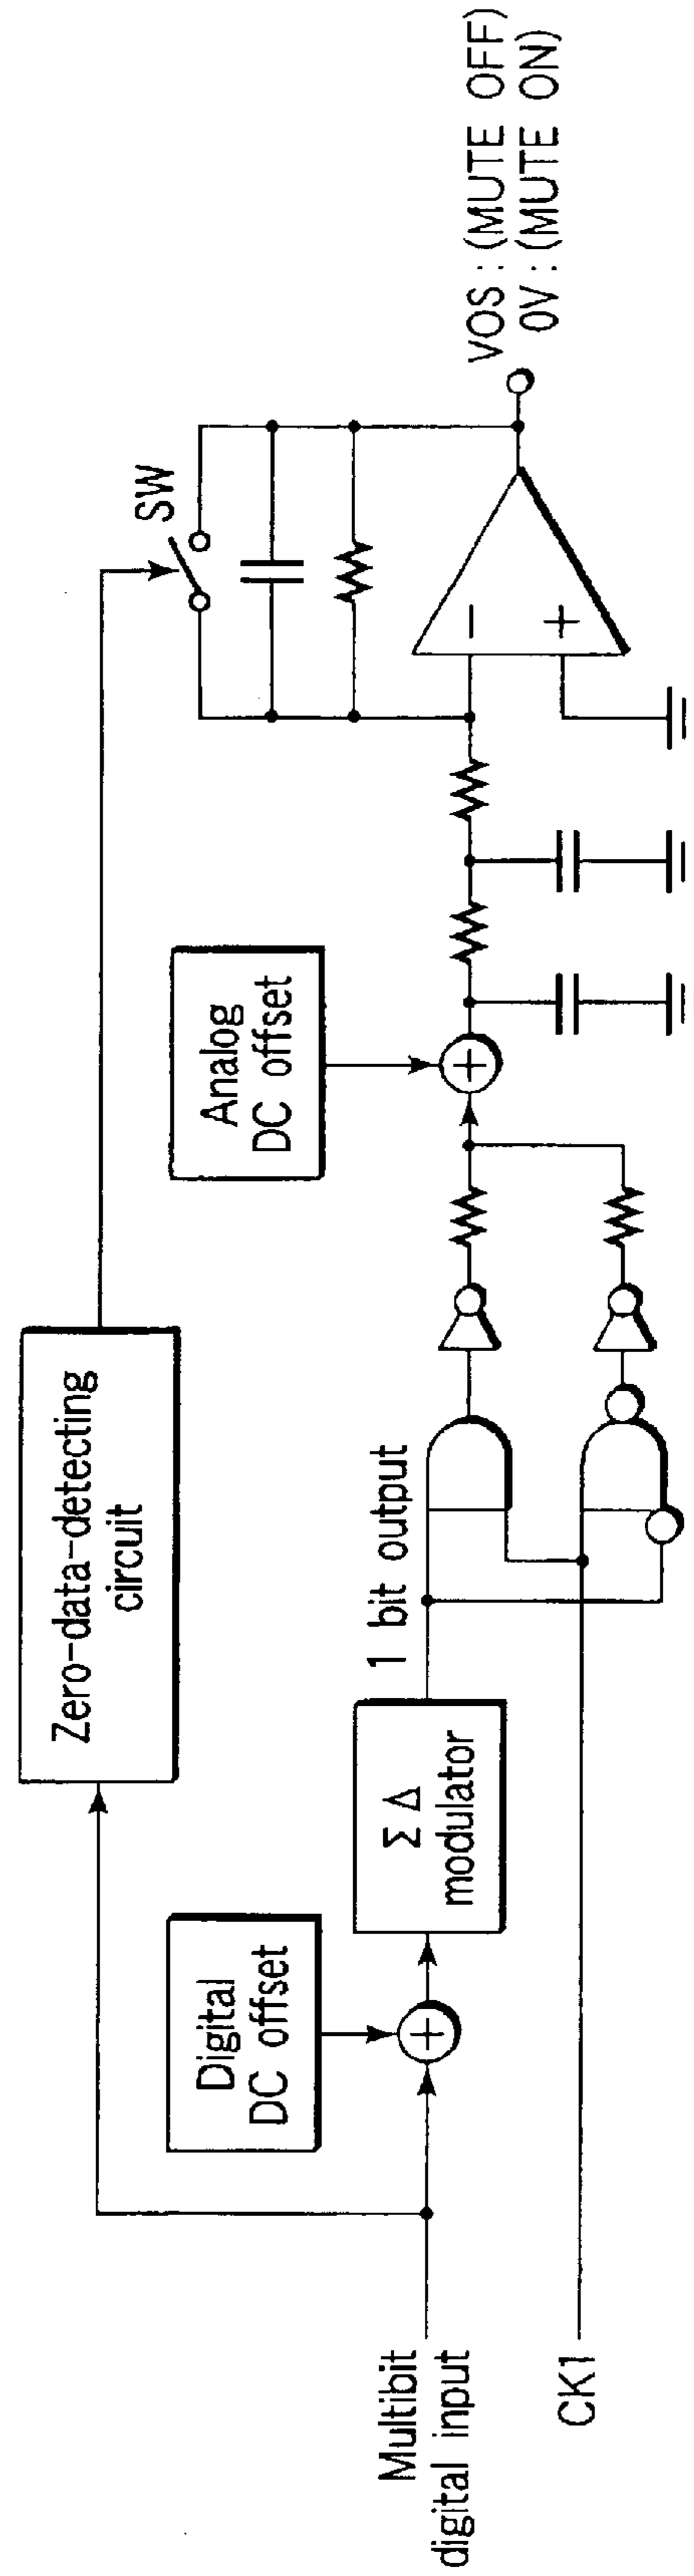 Multibit
digital input
CK1
Digital
DC offset
Σ Δ
modulator
Zero-data-detecting
circuit
1 bit output
Analog
DC offset
SW
VOS : (MUTE OFF)
0V : (MUTE ON)